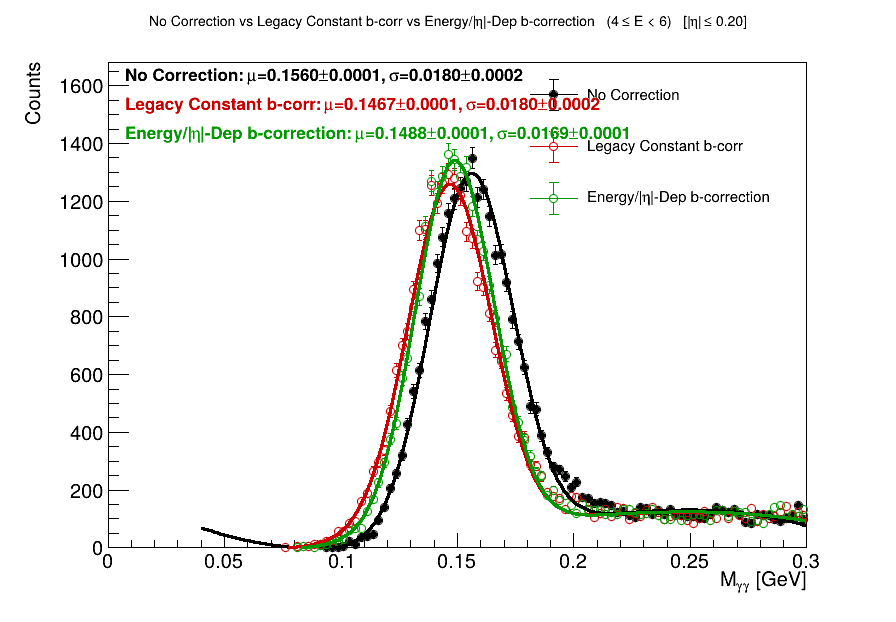 No Correction vs Legacy Constant b-corr vs Energy/|η|-Dep b-correction (4 ≤ E < 6) [|η| ≤ 0.20]
Counts
No Correction: μ=0.1560±0.0001, σ=0.0180±0.0002
Legacy Constant b-corr: μ=0.1467±0.0001, σ=0.0180±0.0002
Energy/|η|-Dep b-correction: μ=0.1488±0.0001, σ=0.0169±0.0001
No Correction
Legacy Constant b-corr
Energy/|η|-Dep b-correction
1600
1400
1200
1000
800
600
400
200
0
0 0.05 0.1 0.15 0.2 0.25 0.3
Mγγ [GeV]